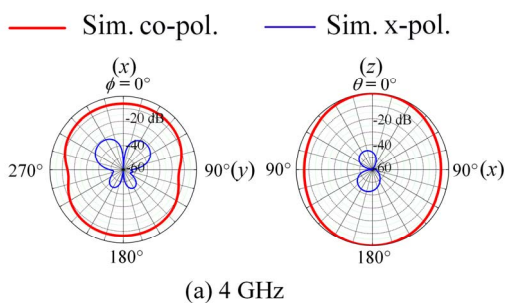 Sim. co-pol. Sim. x-pol.
(x) (z)
ϕ = 0° θ = 0°
-20 dB -20 dB
-40 -40
-60 -60
270° 90°(y) 90° 90°(x)
180° 180°
(a) 4 GHz